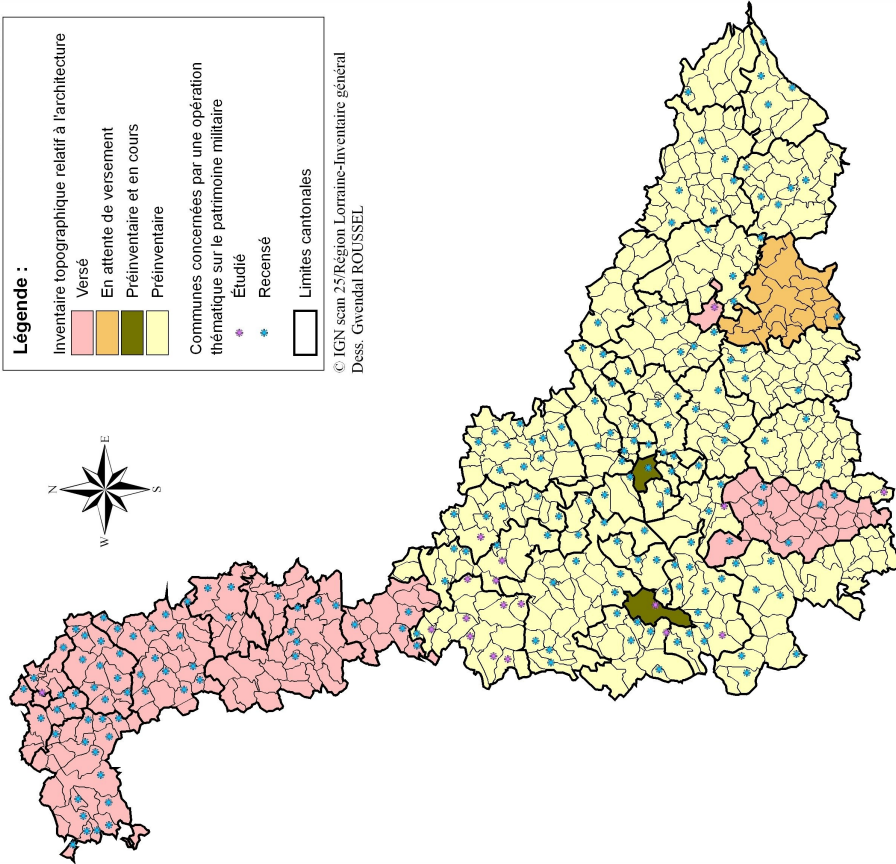 Légende :
Inventaire topographique relatif à l'architecture
Versé
En attente de versement
Préinventaire et en cours
Préinventaire
Communes concernées par une opération
thématique sur le patrimoine militaire
Étudié
Recensé
Limites cantonales
© IGN scan 25/Région Lorraine-Inventaire général
Dess. Gwendal ROUSSEL
N
E
W
S